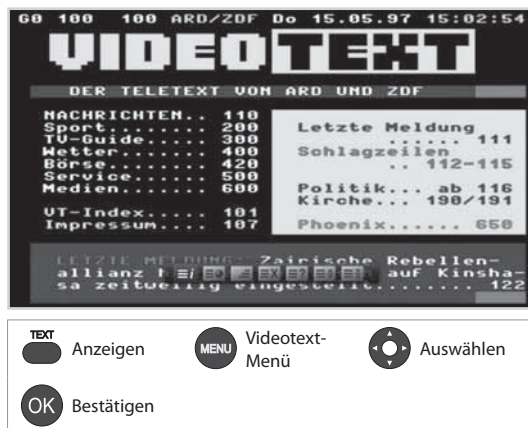 G0 100 100 ARD/ZDF Do 15.05.97 15:02:54
VIDEOTEXT
DER TELETEXT VON ARD UND ZDF
NACHRICHTEN.. 110
Sport........ 200
TV-Guide..... 300
Wetter....... 400
Börse........ 420
Service...... 500
Medien....... 600
VT-Index..... 101
Impressum.... 107
Letzte Meldung
...... 111
Schlagzeilen
.. 112-115
Politik... ab 116
Kirche... 190/191
Phoenix...... 650
LETZTE MELDUNG: Zairische Rebellen-
allianz auf Kinsha-
sa zeitweilig eingestellt........ 122
TEXT
Anzeigen
MENU
Videotext-
Menü
Auswählen
OK
Bestätigen